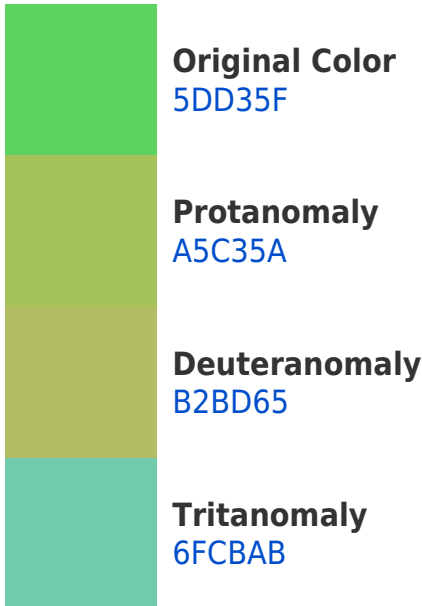 Original Color
5DD35F
Protanomaly
A5C35A
Deuteranomaly
B2BD65
Tritanomaly
6FCBAB